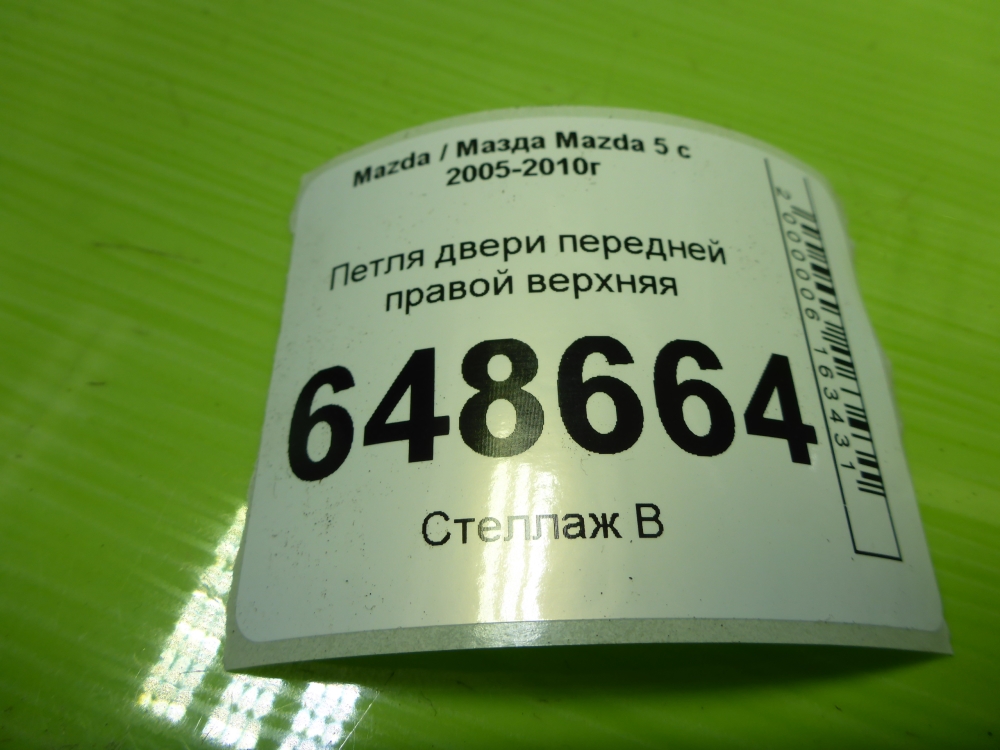 Mazda / Мазда Mazda 5 с
2005-2010г
Петля двери передней
правой верхняя
648664
Стеллаж В
2000006163431